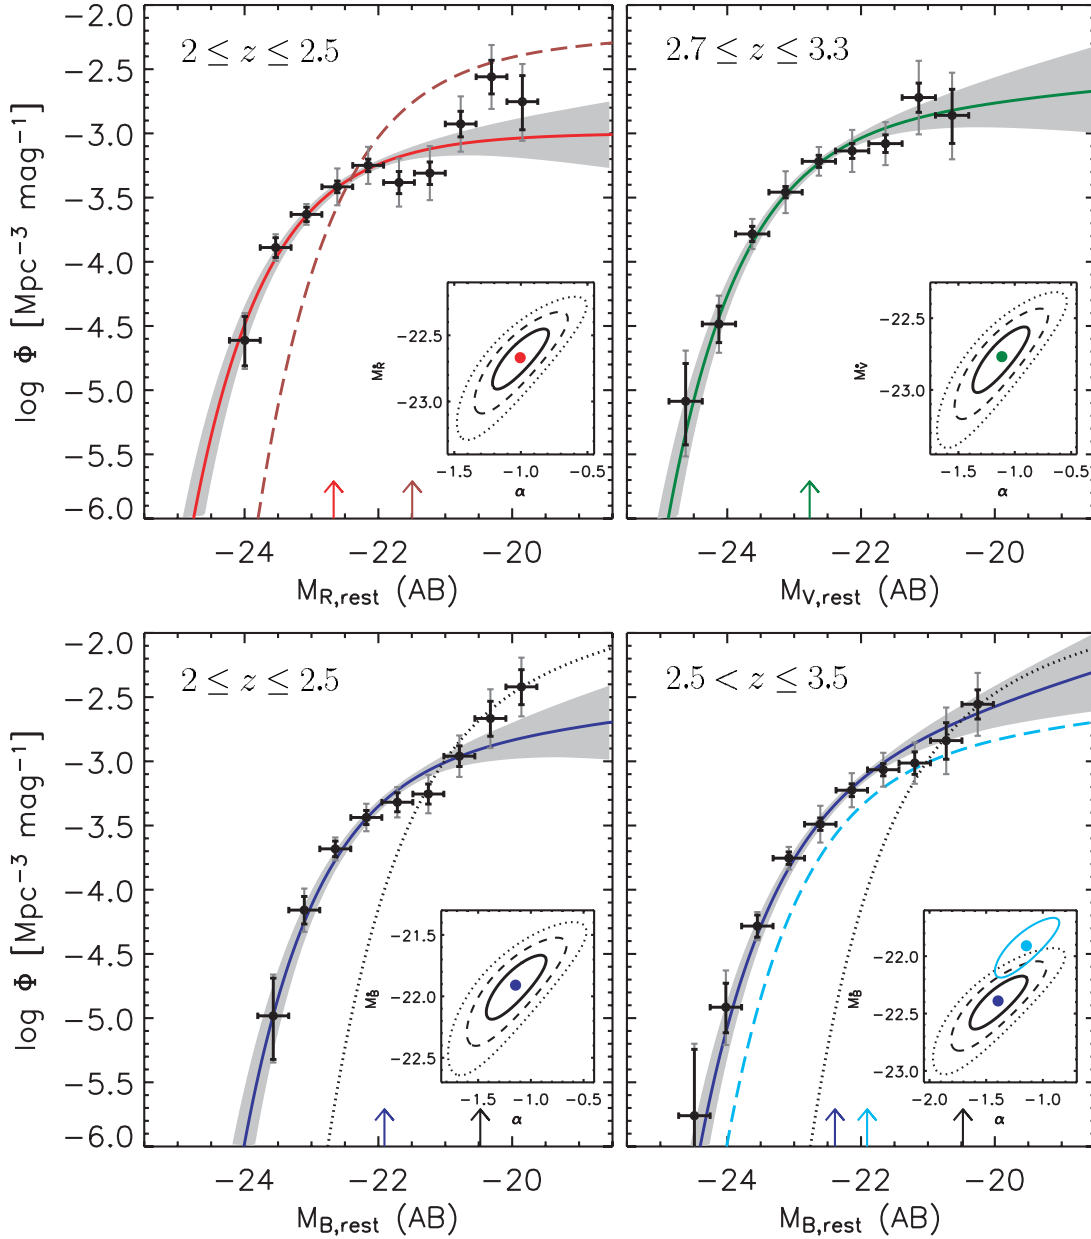 2 ≤ z ≤ 2.5
2.7 ≤ z ≤ 3.3
log Φ [Mpc⁻³ mag⁻¹]
−2.0
−2.5
−3.0
−3.5
−4.0
−4.5
−5.0
−5.5
−6.0
−22.5
−23.0
M*R
−1.5 −1.0 −0.5
α
−22.5
−23.0
M*V
−1.5 −1.0 −0.5
α
−24 −22 −20
−24 −22 −20
M_R,rest (AB)
M_V,rest (AB)
2 ≤ z ≤ 2.5
2.5 < z ≤ 3.5
log Φ [Mpc⁻³ mag⁻¹]
−2.0
−2.5
−3.0
−3.5
−4.0
−4.5
−5.0
−5.5
−6.0
−21.5
−22.0
−22.5
M*B
−1.5 −1.0 −0.5
α
−22.0
−22.5
−23.0
M*B
−2.0 −1.5 −1.0
α
−24 −22 −20
−24 −22 −20
M_B,rest (AB)
M_B,rest (AB)